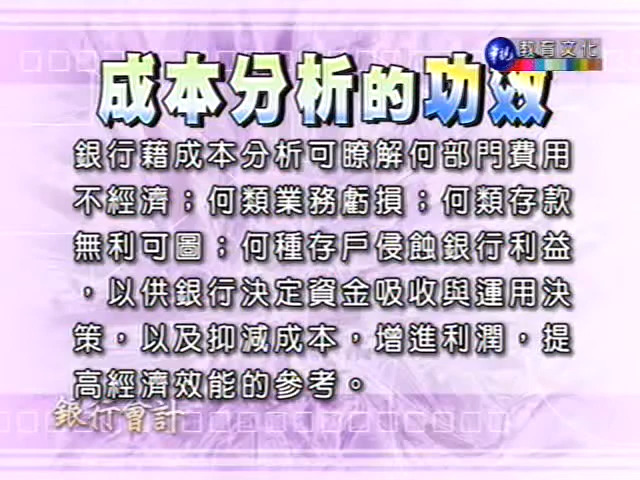 華視 教育文化
成本分析的功效
銀行藉成本分析可瞭解何部門費用
不經濟；何類業務虧損；何類存款
無利可圖；何種存戶侵蝕銀行利益
，以供銀行決定資金吸收與運用決
策，以及抑減成本，增進利潤，提
高經濟效能的參考。
銀行會計